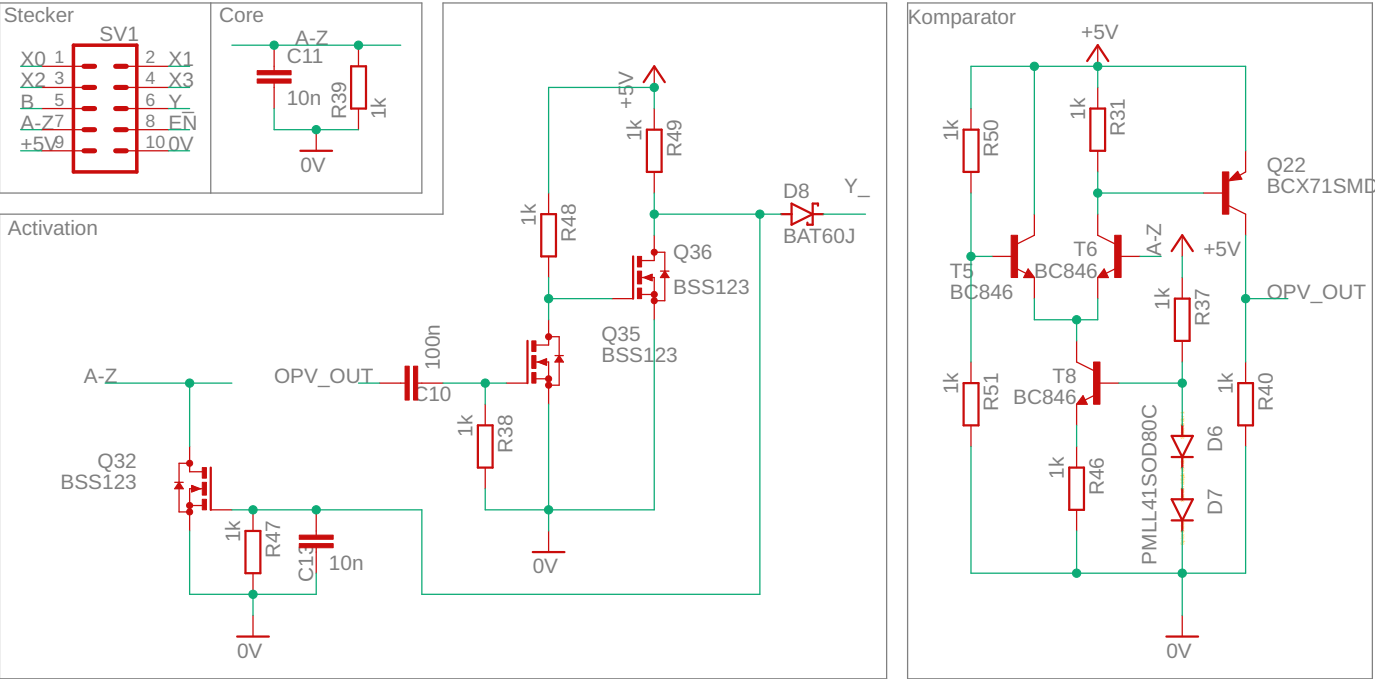 Stecker
SV1
X0 1
2 X1
X2 3
4 X3
B 5
6 Y_
A-Z7
8 EN
+5V9
10 0V
Core
A-Z
C11
10n
R39
1k
0V
Activation
+5V
1k
R49
1k
R48
D8
BAT60J
Y_
Q36
BSS123
Q35
BSS123
A-Z
OPV_OUT
100n
C10
1k
R38
Q32
BSS123
1k
R47
C13
10n
0V
0V
Komparator
+5V
1k
R50
1k
R31
Q22
BCX71SMD
T5
BC846
T6
BC846
A-Z
+5V
1k
R37
OPV_OUT
1k
R51
T8
BC846
1k
R40
PMLL41SOD80C
D6
D7
1k
R46
0V